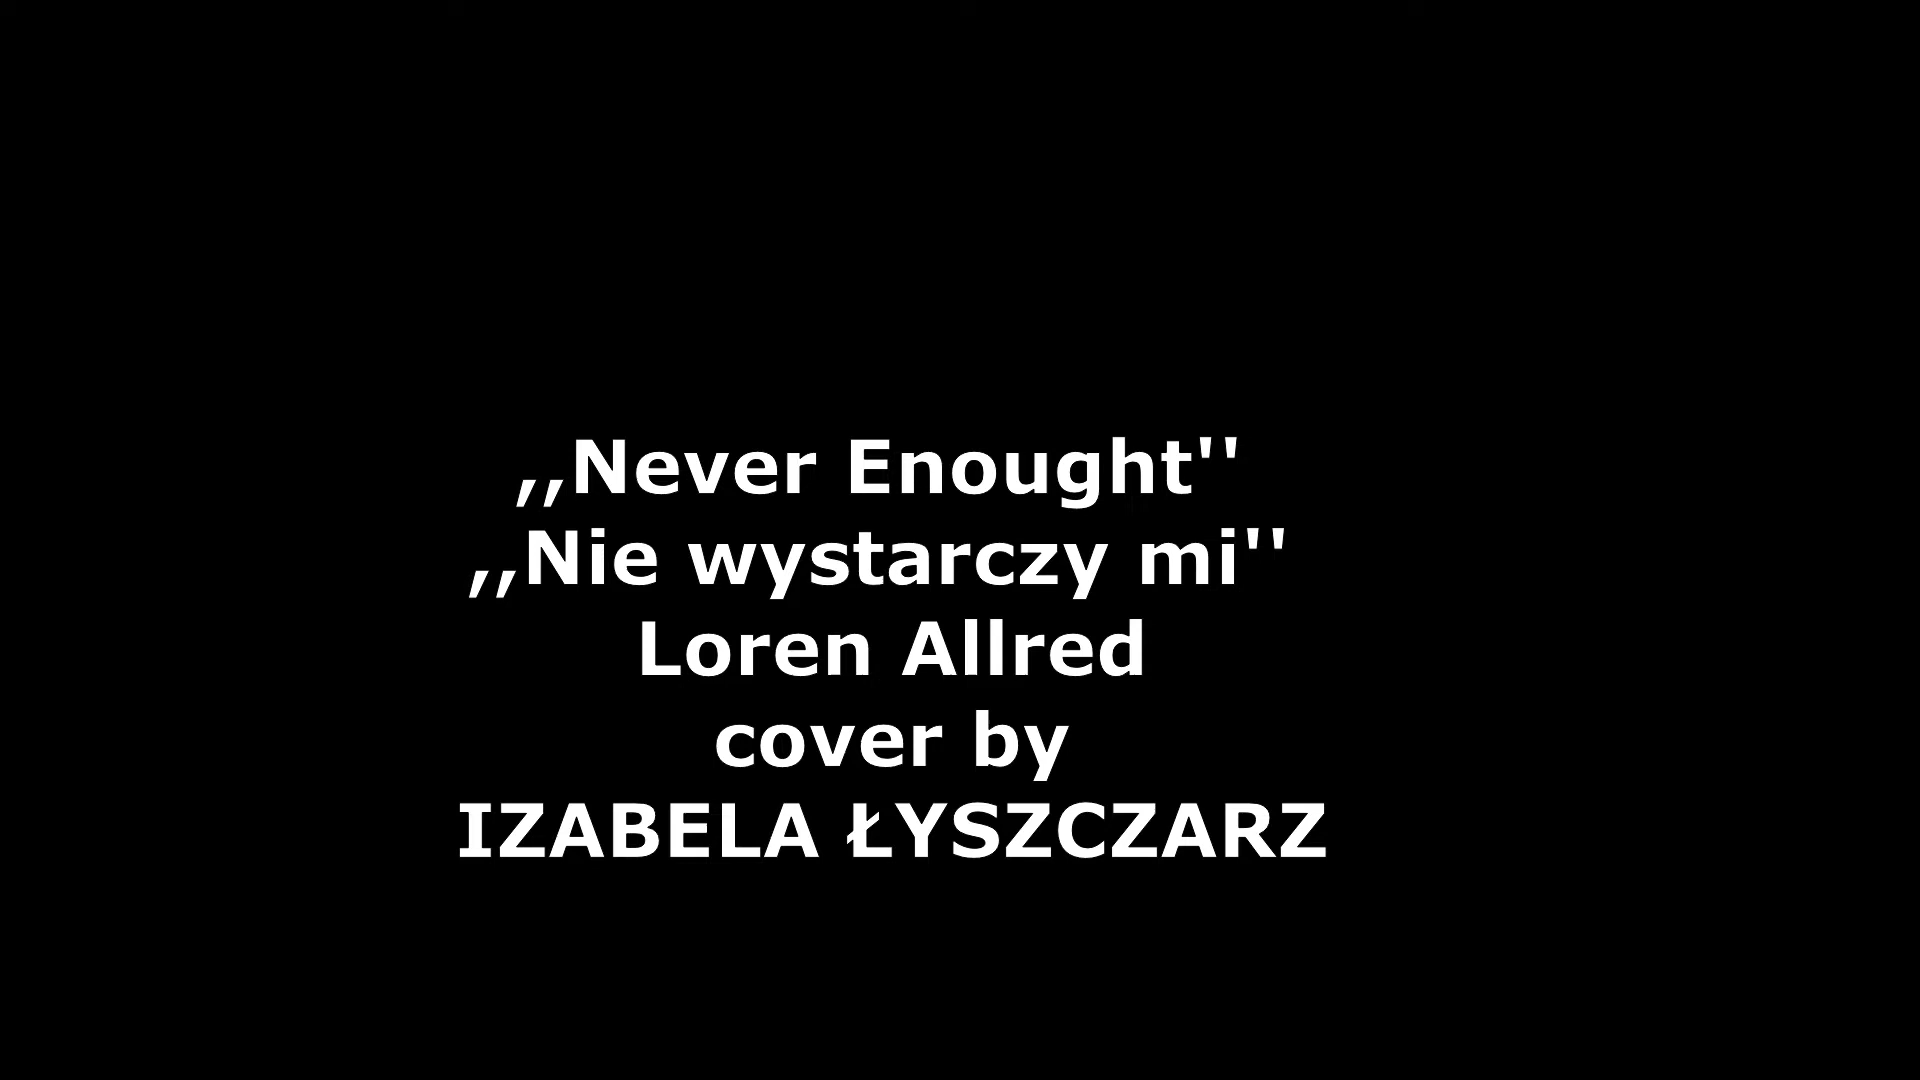 ,,Never Enought''
,,Nie wystarczy mi''
Loren Allred
cover by
IZABELA ŁYSZCZARZ